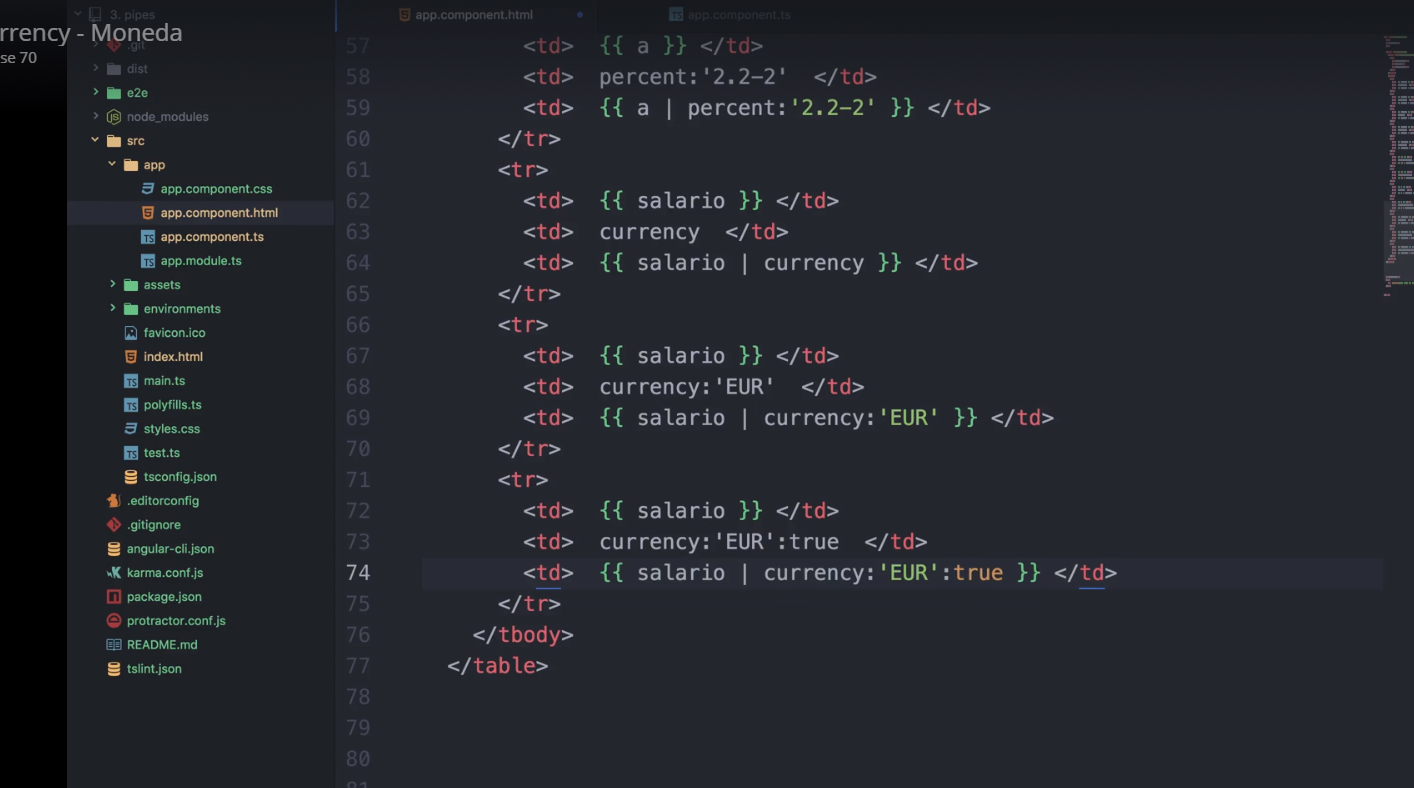 3. pipes
rrency - Moneda
se 70
.git
dist
e2e
node_modules
src
app
app.component.css
app.component.html
app.component.ts
app.module.ts
assets
environments
favicon.ico
index.html
main.ts
polyfills.ts
styles.css
test.ts
tsconfig.json
.editorconfig
.gitignore
angular-cli.json
karma.conf.js
package.json
protractor.conf.js
README.md
tslint.json
app.component.html
app.component.ts
57 <td> {{ a }} </td>
58 <td> percent:'2.2-2' </td>
59 <td> {{ a | percent:'2.2-2' }} </td>
60 </tr>
61 <tr>
62 <td> {{ salario }} </td>
63 <td> currency </td>
64 <td> {{ salario | currency }} </td>
65 </tr>
66 <tr>
67 <td> {{ salario }} </td>
68 <td> currency:'EUR' </td>
69 <td> {{ salario | currency:'EUR' }} </td>
70 </tr>
71 <tr>
72 <td> {{ salario }} </td>
73 <td> currency:'EUR':true </td>
74 <td> {{ salario | currency:'EUR':true }} </td>
75 </tr>
76 </tbody>
77 </table>
78
79
80